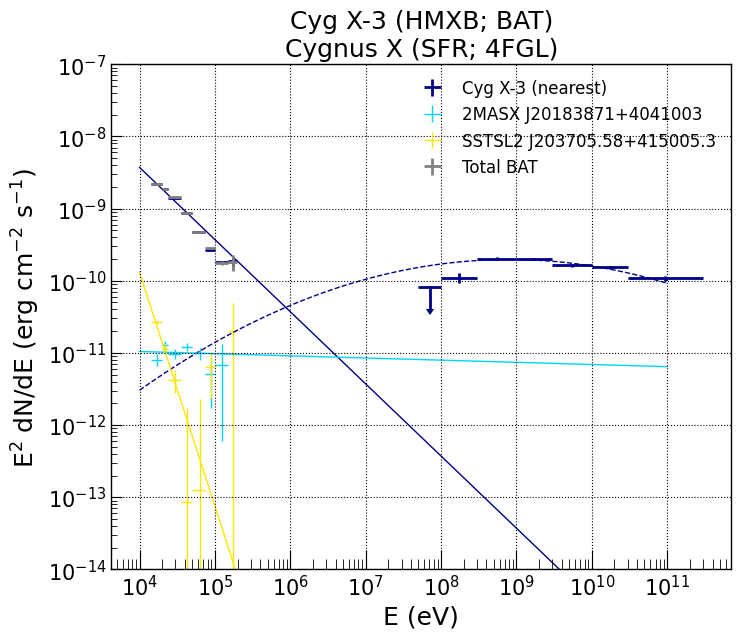 Cyg X-3 (HMXB; BAT)
Cygnus X (SFR; 4FGL)
Cyg X-3 (nearest)
2MASX J20183871+4041003
SSTSL2 J203705.58+415005.3
Total BAT
E² dN/dE (erg cm⁻² s⁻¹)
10⁻⁷
10⁻⁸
10⁻⁹
10⁻¹⁰
10⁻¹¹
10⁻¹²
10⁻¹³
10⁻¹⁴
10⁴ 10⁵ 10⁶ 10⁷ 10⁸ 10⁹ 10¹⁰ 10¹¹
E (eV)